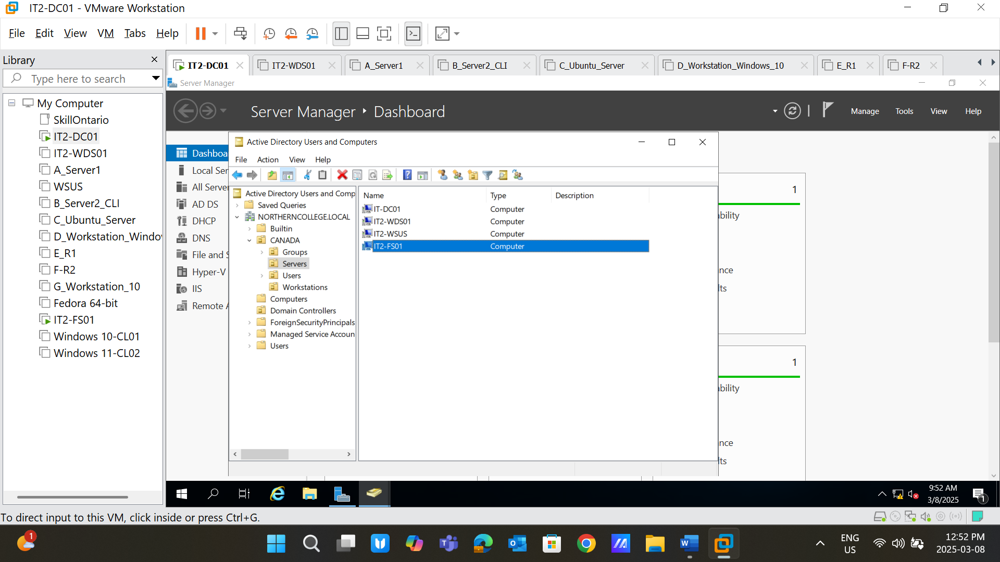 IT2-DC01 - VMware Workstation
File Edit View VM Tabs Help
Library
Type here to search
My Computer
SkillOntario
IT2-DC01
IT2-WDS01
A_Server1
WSUS
B_Server2_CLI
C_Ubuntu_Server
D_Workstation_Windo
E_R1
F-R2
G_Workstation_10
Fedora 64-bit
IT2-FS01
Windows 10-CL01
Windows 11-CL02
IT2-DC01 IT2-WDS01 A_Server1 B_Server2_CLI C_Ubuntu_Server D_Workstation_Windows_10 E_R1 F-R2
Server Manager
Server Manager Dashboard
Manage Tools View Help
Dashboa
Local Ser
All Server
AD DS
DHCP
DNS
File and S
Hyper-V
IIS
Remote A
Active Directory Users and Computers
File Action View Help
Active Directory Users and Comp
Saved Queries
NORTHERNCOLLEGE.LOCAL
Builtin
CANADA
Groups
Servers
Users
Workstations
Computers
Domain Controllers
ForeignSecurityPrincipals
Managed Service Accoun
Users
Name Type Description
IT-DC01 Computer
IT2-WDS01 Computer
IT2-WSUS Computer
IT2-FS01 Computer
1
bility
nce
lts
1
bility
nce
lts
9:52 AM
3/8/2025
1
To direct input to this VM, click inside or press Ctrl+G.
1
ENG
US
12:52 PM
2025-03-08